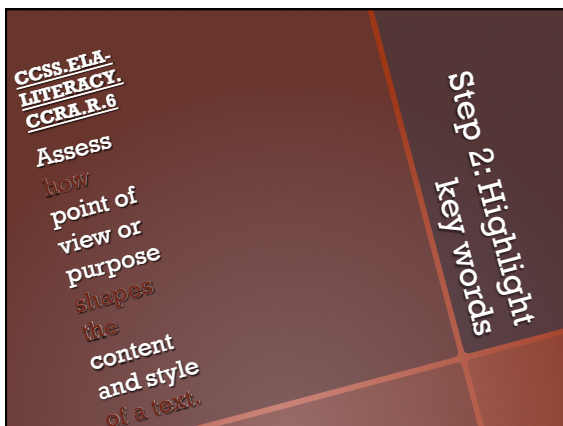 Step 2: Highlight
key words
CCSS.ELA-
LITERACY.
CCRA.R.6
Assess
how
point of
view or
purpose
shapes
the
content
and style
of a text.